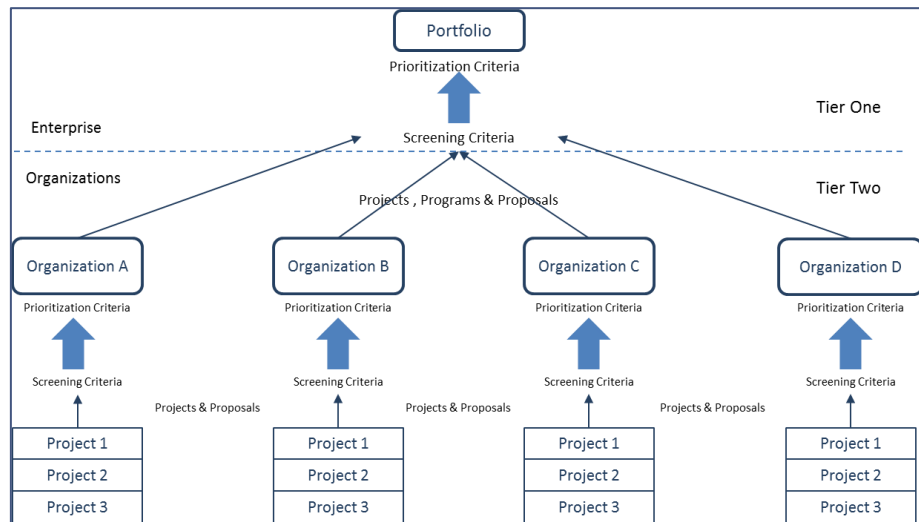 Portfolio
Prioritization Criteria
Tier One
Enterprise
Screening Criteria
Organizations
Tier Two
Projects , Programs & Proposals
Organization A
Organization B
Organization C
Organization D
Prioritization Criteria
Prioritization Criteria
Prioritization Criteria
Prioritization Criteria
Screening Criteria
Screening Criteria
Screening Criteria
Screening Criteria
Projects & Proposals
Projects & Proposals
Projects & Proposals
Project 1
Project 1
Project 1
Project 1
Project 2
Project 2
Project 2
Project 2
Project 3
Project 3
Project 3
Project 3